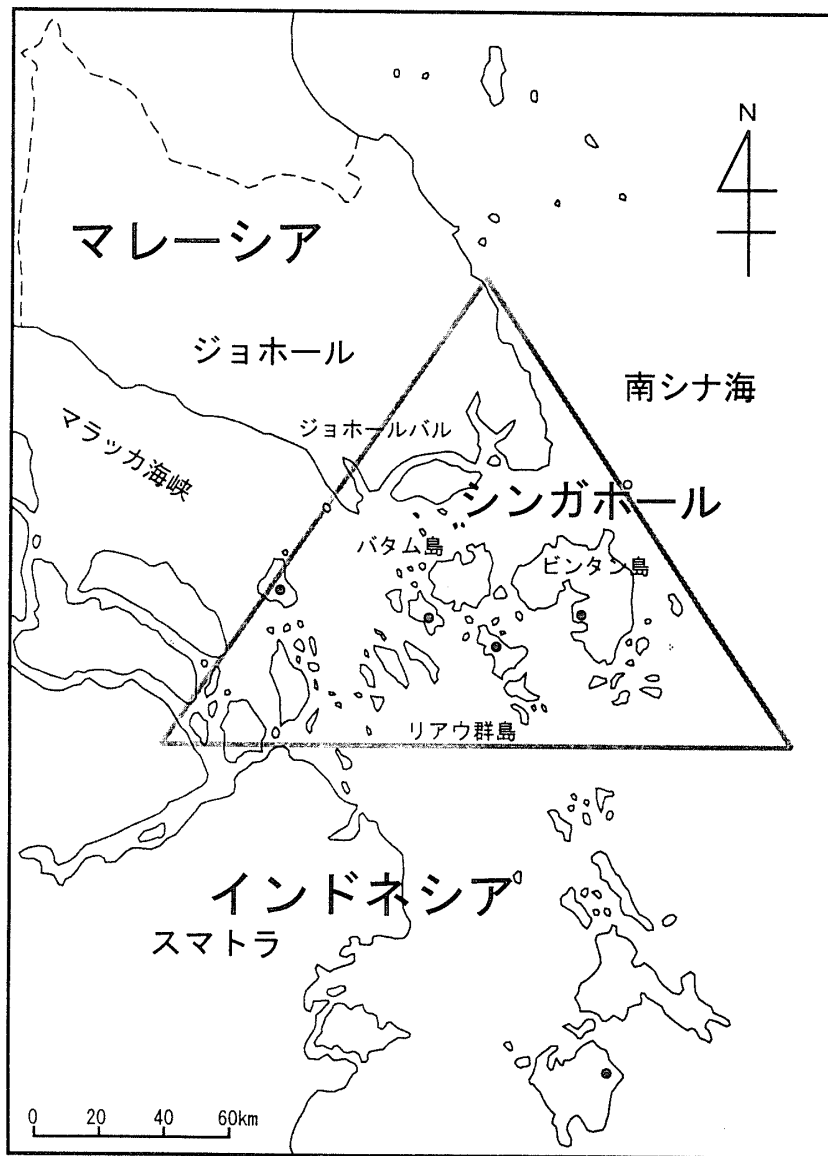 N
マレーシア
ジョホール
南シナ海
ジョホールバル
マラッカ海峡
シンガポール
バタム島
ビンタン島
リアウ群島
インドネシア
スマトラ
0 20 40 60km